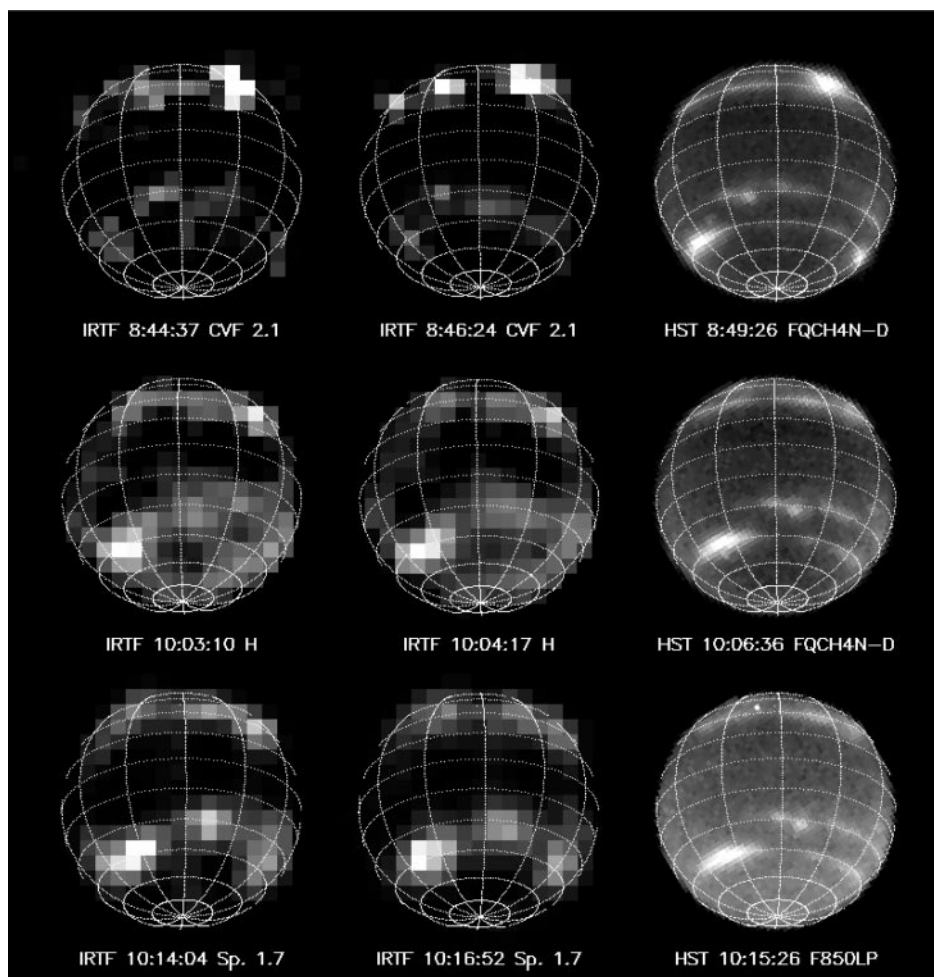 IRTF 8:44:37 CVF 2.1
IRTF 8:46:24 CVF 2.1
HST 8:49:26 FQCH4N-D
IRTF 10:03:10 H
IRTF 10:04:17 H
HST 10:06:36 FQCH4N-D
IRTF 10:14:04 Sp. 1.7
IRTF 10:16:52 Sp. 1.7
HST 10:15:26 F850LP